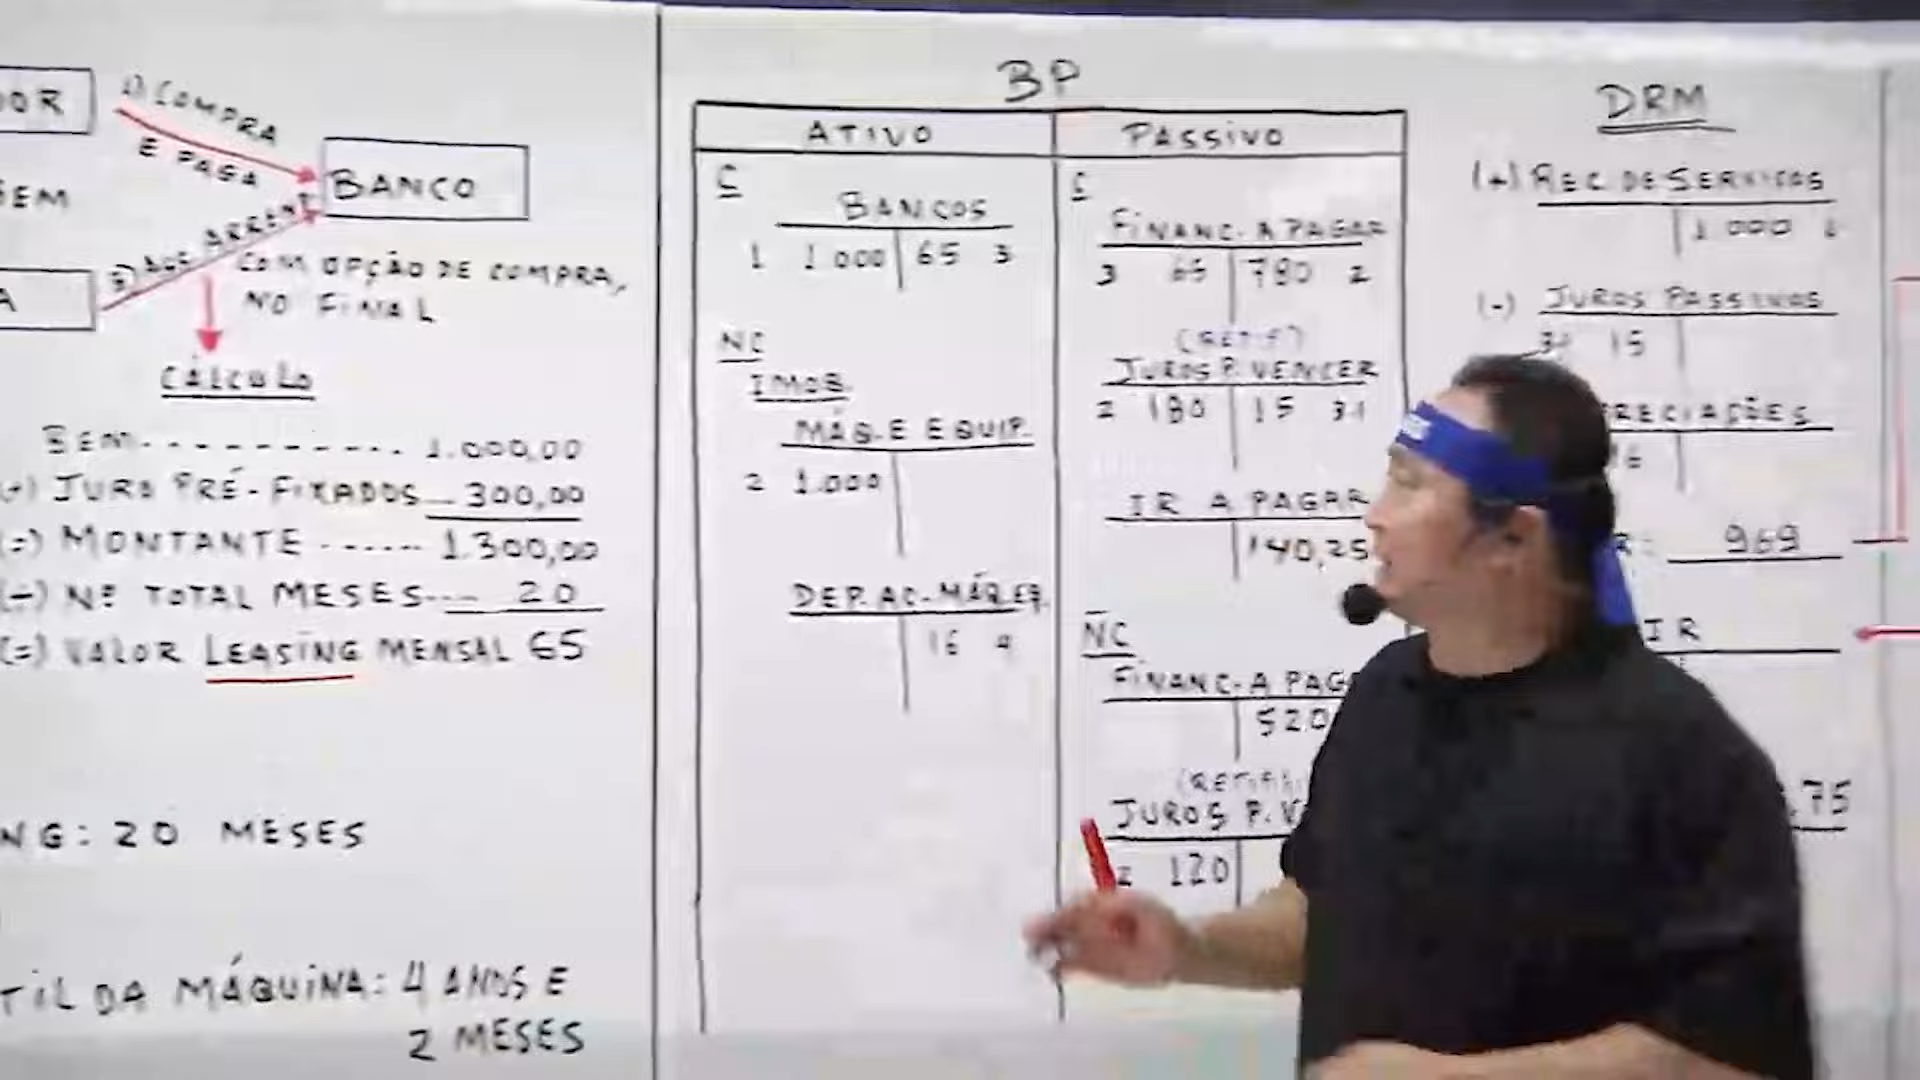 DOR
1) COMPRA
E PAGA
BANCO
GEM
COM OPÇÃO DE COMPRA,
NO FINAL
A
CÁLCULO
BEM.---------- 1.000,00
(+) JURO PRÉ-FIXADOS 300,00
(=) MONTANTE ------ 1.300,00
(÷) Nº TOTAL MESES---- 20
(=) VALOR LEASING MENSAL 65
NG: 20 MESES
TIL DA MÁQUINA: 4 ANOS E
2 MESES
BP
ATIVO
C
BANCOS
1 1.000 65 3
NC
IMOB.
MÁQ. E EQUIP.
2 1.000
DEP. AC. MÁQ. EQ.
16 4
PASSIVO
C
FINANC. A PAGAR
3 65 780 2
(RETIF)
JUROS P. VENCER
2 180 15 3.1
IR A PAGAR
140,25
NC
FINANC. A PAG
520
(RETIFI
JUROS P. V
2 120
DRM
(+) REC. DE SERVIÇOS
1.000
(-) JUROS PASSIVOS
3.1 15
RECIAÇÕES
16
R: 969
IR
,75